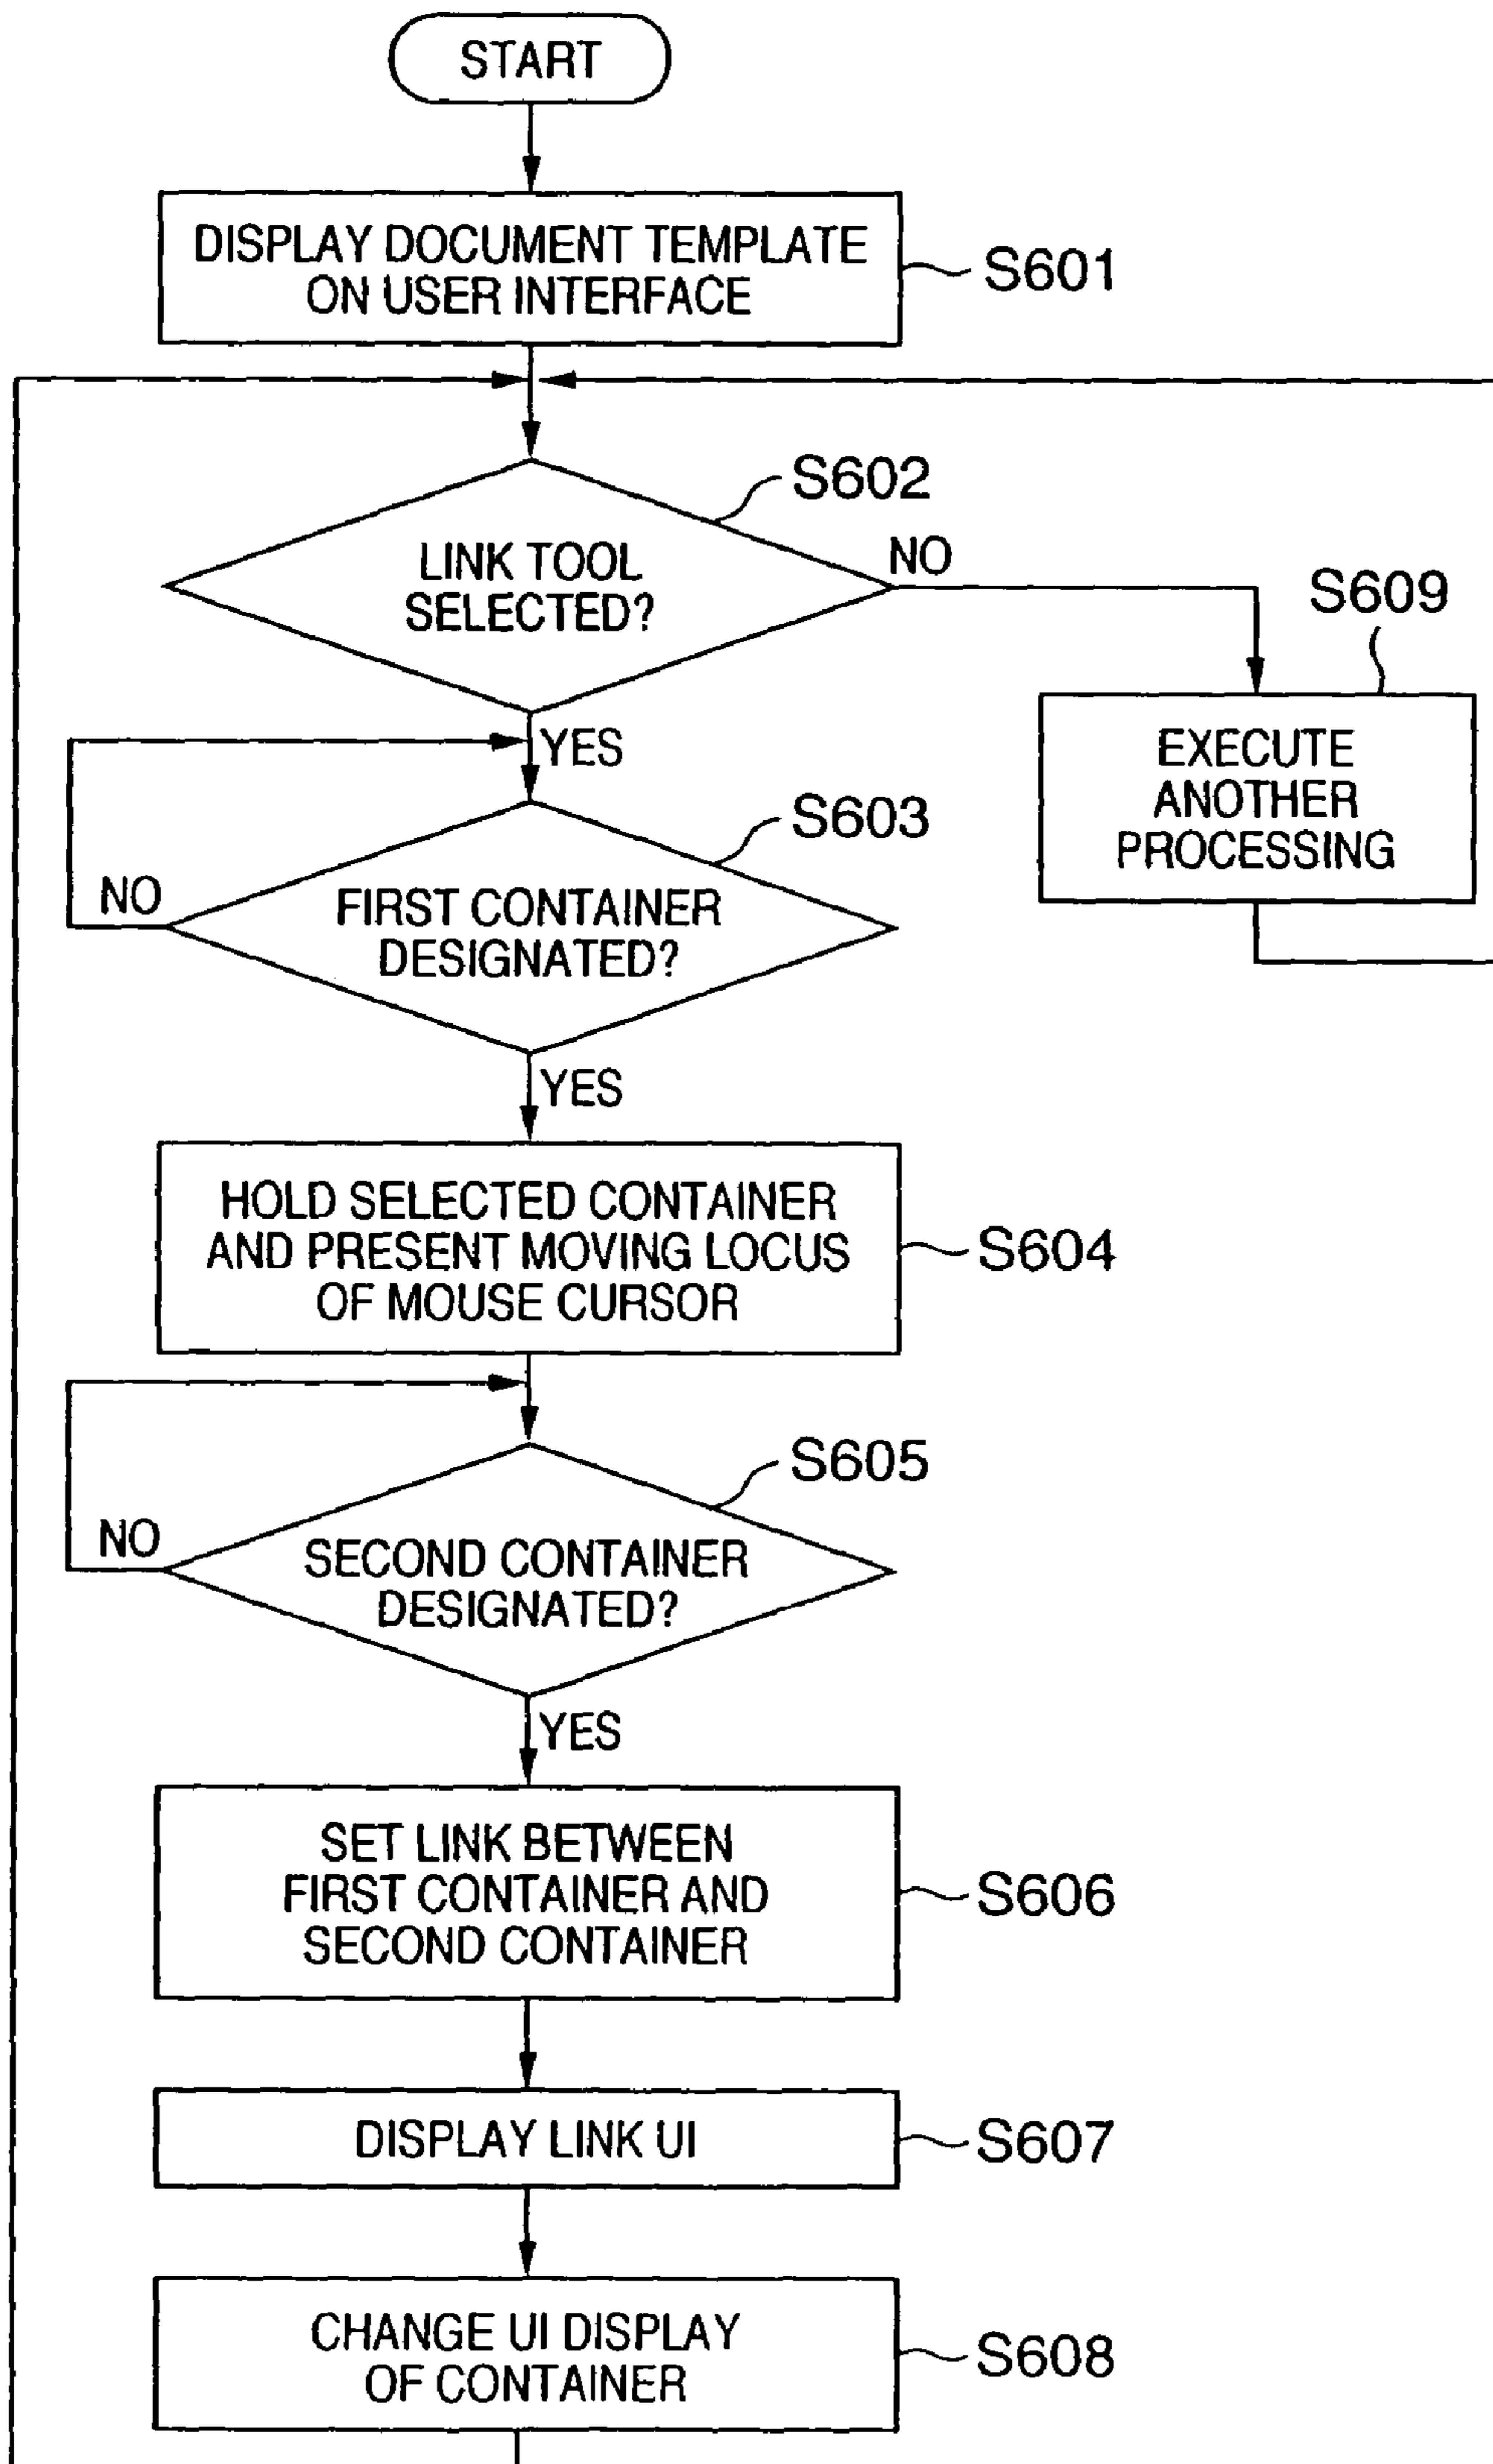 START
DISPLAY DOCUMENT TEMPLATE
ON USER INTERFACE
S601
S602
LINK TOOL
SELECTED?
NO
S609
YES
EXECUTE
ANOTHER
PROCESSING
S603
NO
FIRST CONTAINER
DESIGNATED?
YES
HOLD SELECTED CONTAINER
AND PRESENT MOVING LOCUS
OF MOUSE CURSOR
S604
S605
NO
SECOND CONTAINER
DESIGNATED?
YES
SET LINK BETWEEN
FIRST CONTAINER AND
SECOND CONTAINER
S606
DISPLAY LINK UI
S607
CHANGE UI DISPLAY
OF CONTAINER
S608